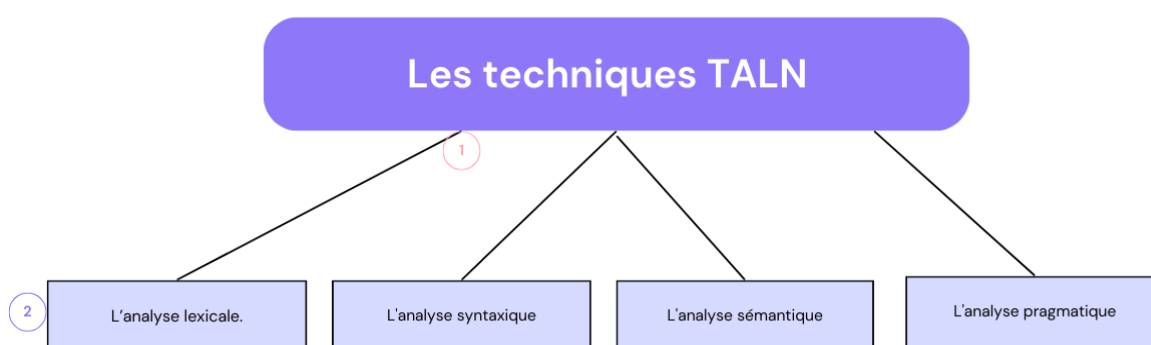 Les techniques TALN
1
2
L’analyse lexicale.
L'analyse syntaxique
L'analyse sémantique
L'analyse pragmatique